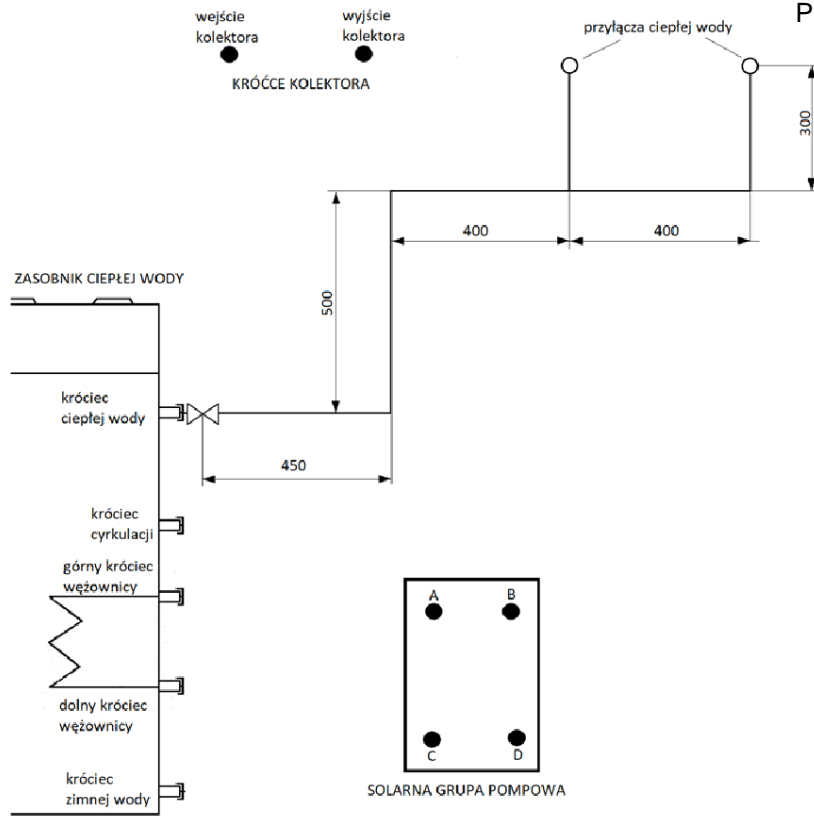 P
wejście
kolektora
wyjście
kolektora
KRÓĆCE KOLEKTORA
przyłącza ciepłej wody
300
400
400
500
ZASOBNIK CIEPŁEJ WODY
króciec
ciepłej wody
450
króciec
cyrkulacji
górny króciec
wężownicy
A
B
dolny króciec
wężownicy
C
D
króciec
zimnej wody
SOLARNA GRUPA POMPOWA